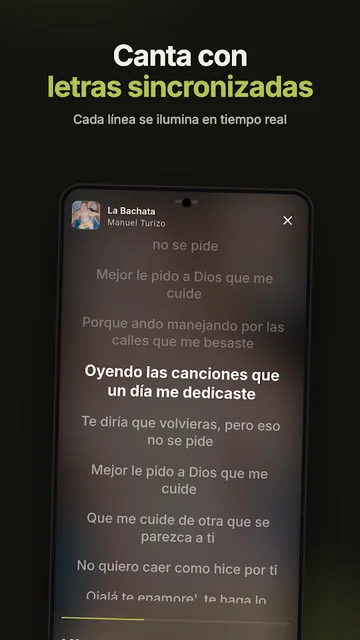 Canta con
letras sincronizadas
Cada línea se ilumina en tiempo real
La Bachata
Manuel Turizo
no se pide
Mejor le pido a Dios que me
cuide
Porque ando manejando por las
calles que me besaste
Oyendo las canciones que
un día me dedicaste
Te diría que volvieras, pero eso
no se pide
Mejor le pido a Dios que me
cuide
Que me cuide de otra que se
parezca a ti
No quiero caer como hice por ti
Ojalá te enamore', te haga lo